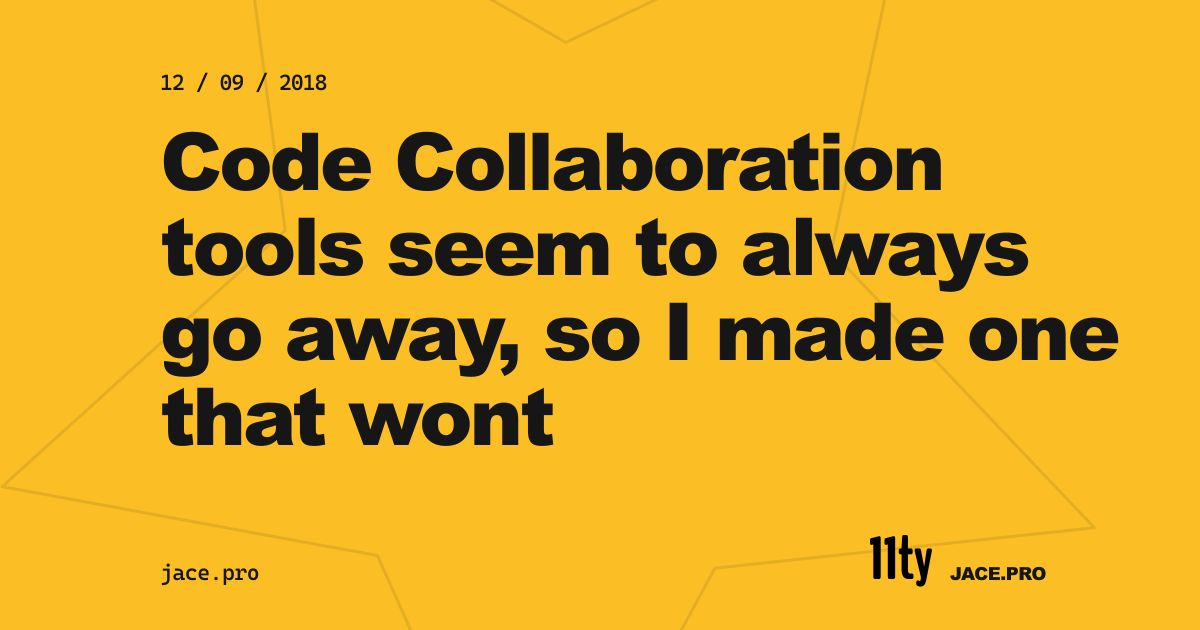 12 / 09 / 2018
Code Collaboration
tools seem to always
go away, so I made one
that wont
jace.pro
11ty JACE.PRO